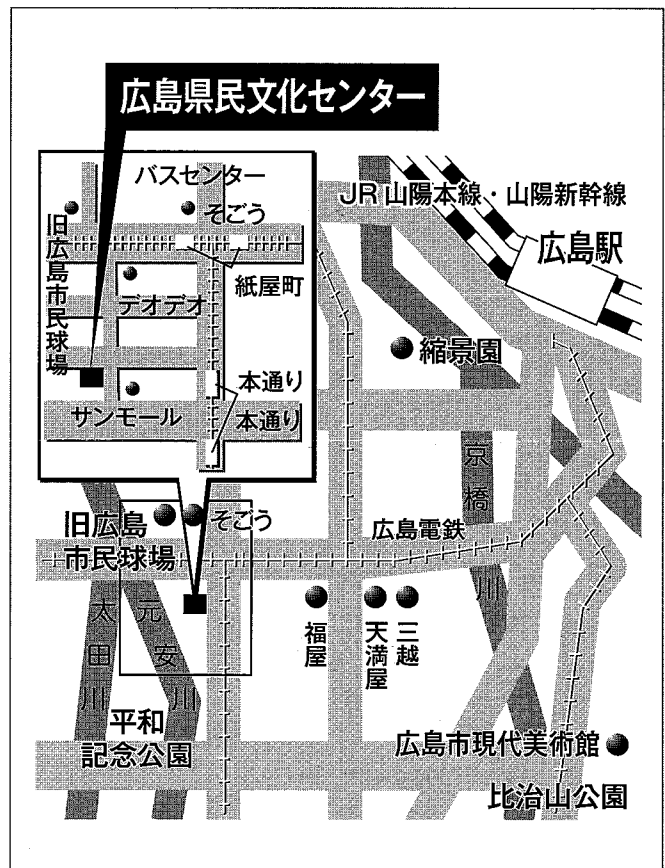 広島県民文化センター
バスセンター
そごう
旧広島市民球場
紙屋町
デオデオ
本通り
サンモール
本通り
JR山陽本線・山陽新幹線
広島駅
縮景園
京橋川
旧広島
市民球場
そごう
広島電鉄
太田川
元安川
福屋
天満屋
三越
平和
記念公園
広島市現代美術館
比治山公園